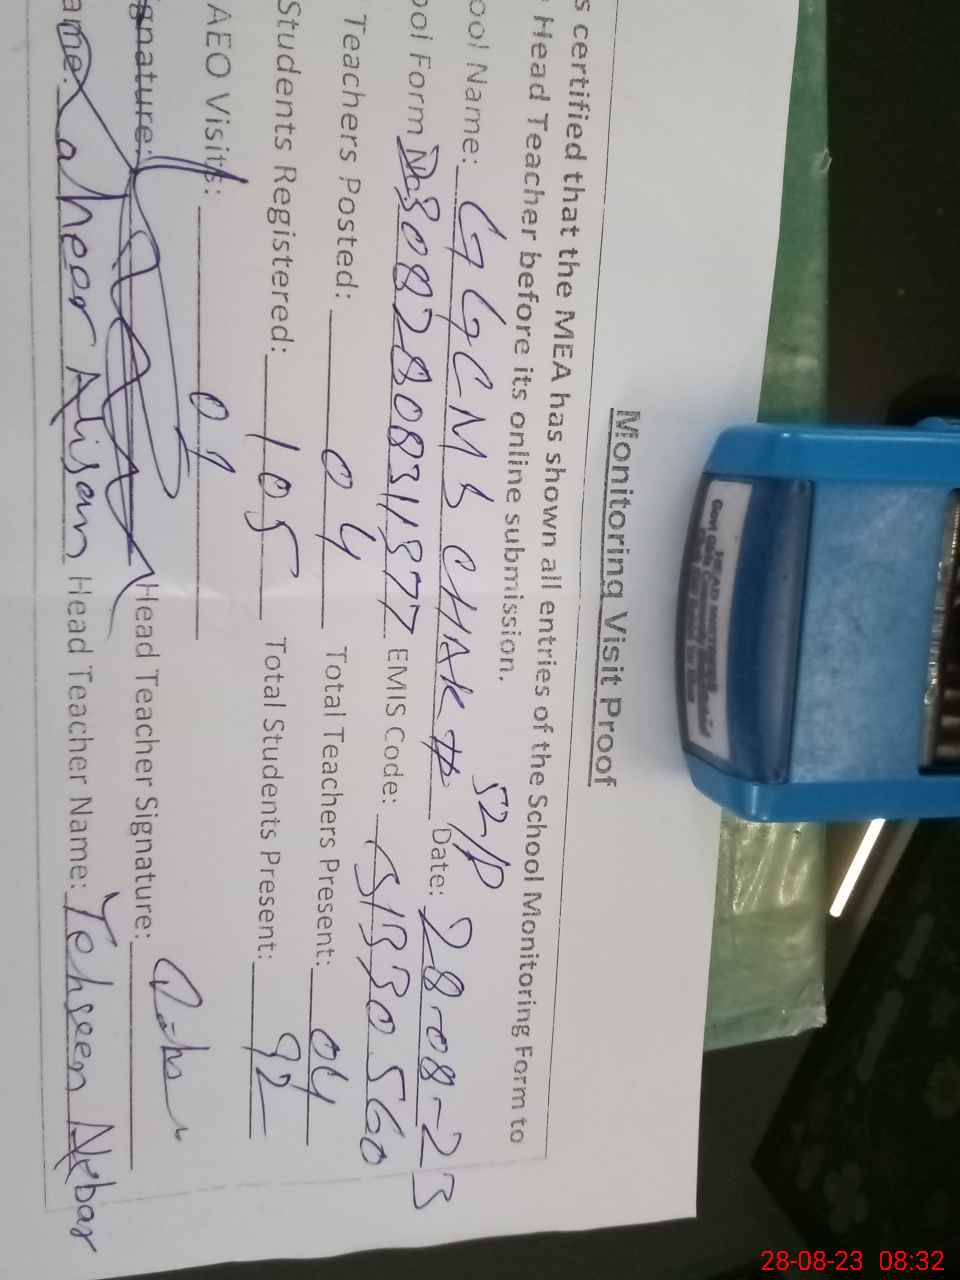 Monitoring Visit Proof
s certified that the MEA has shown all entries of the School Monitoring Form to
Head Teacher before its online submission.
ool Name: GGCMS CHAK # 52/P Date: 28-08-23
ool Form No 808280831377 EMIS Code: 31330560
Teachers Posted: 04 Total Teachers Present: 04
Students Registered: 105 Total Students Present: 92
AEO Visits: 01
gnature: Head Teacher Signature:
ame: Zaheer Ahsan Head Teacher Name: Tehseen Akbar
28-08-23 08:32